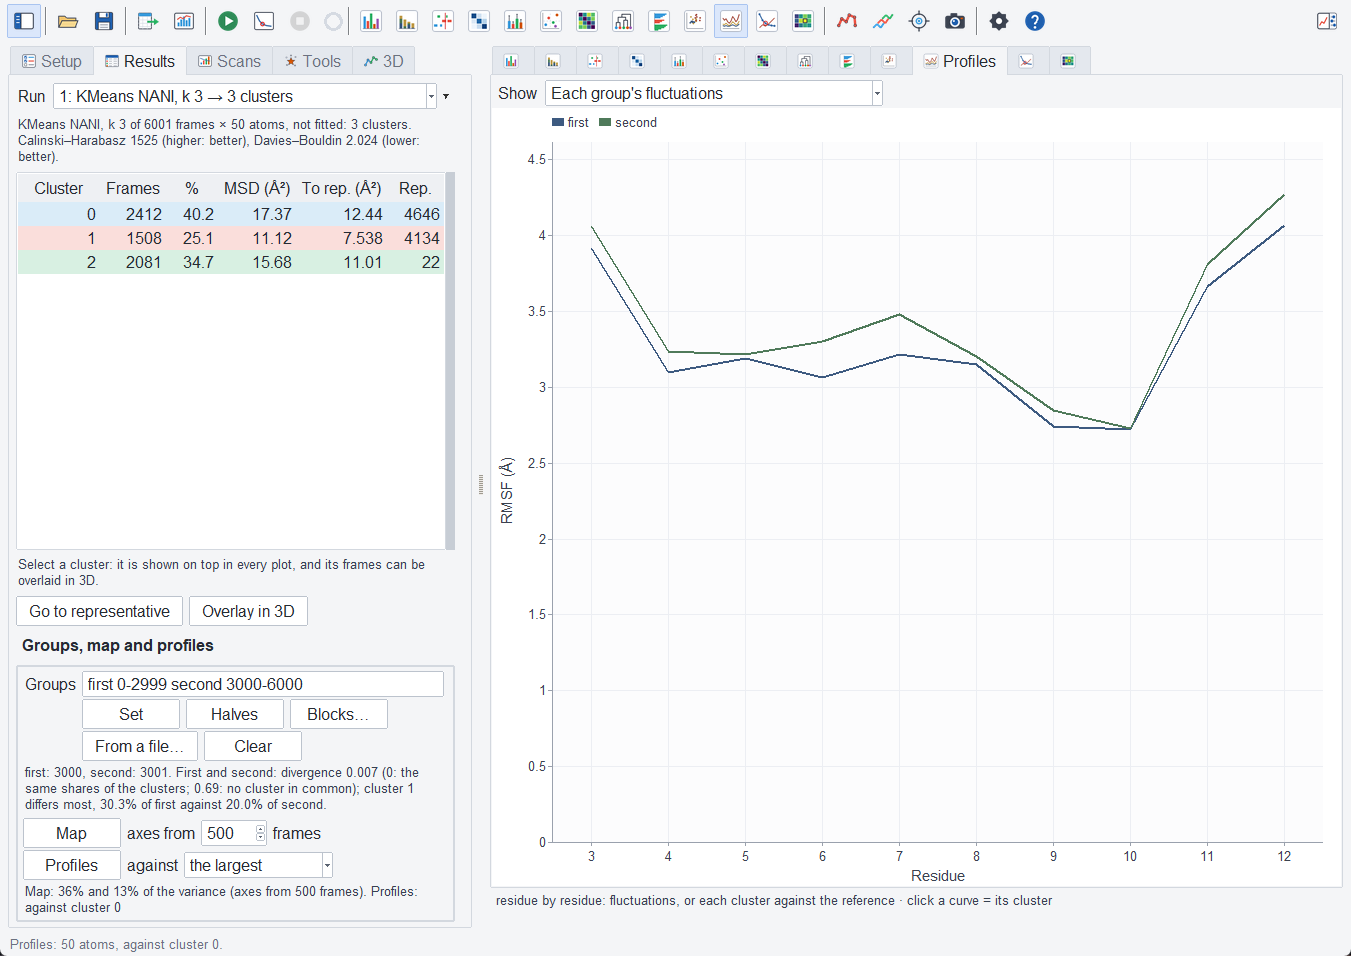 Setup
Results
Scans
Tools
3D
Profiles
Run 1: KMeans NANI, k 3 → 3 clusters
KMeans NANI, k 3 of 6001 frames × 50 atoms, not fitted: 3 clusters.
Calinski–Harabasz 1525 (higher: better), Davies–Bouldin 2.024 (lower:
better).
Cluster Frames % MSD (Å²) To rep. (Å²) Rep.
0 2412 40.2 17.37 12.44 4646
1 1508 25.1 11.12 7.538 4134
2 2081 34.7 15.68 11.01 22
Select a cluster: it is shown on top in every plot, and its frames can be
overlaid in 3D.
Go to representative
Overlay in 3D
Groups, map and profiles
Groups first 0-2999 second 3000-6000
Set
Halves
Blocks…
From a file…
Clear
first: 3000, second: 3001. First and second: divergence 0.007 (0: the
same shares of the clusters; 0.69: no cluster in common); cluster 1
differs most, 30.3% of first against 20.0% of second.
Map axes from 500 frames
Profiles against the largest
Map: 36% and 13% of the variance (axes from 500 frames). Profiles:
against cluster 0
Profiles: 50 atoms, against cluster 0.
Show Each group's fluctuations
first
second
4.5
4
3.5
3
2.5
2
1.5
1
0.5
0
RMSF (Å)
3 4 5 6 7 8 9 10 11 12
Residue
residue by residue: fluctuations, or each cluster against the reference · click a curve = its cluster